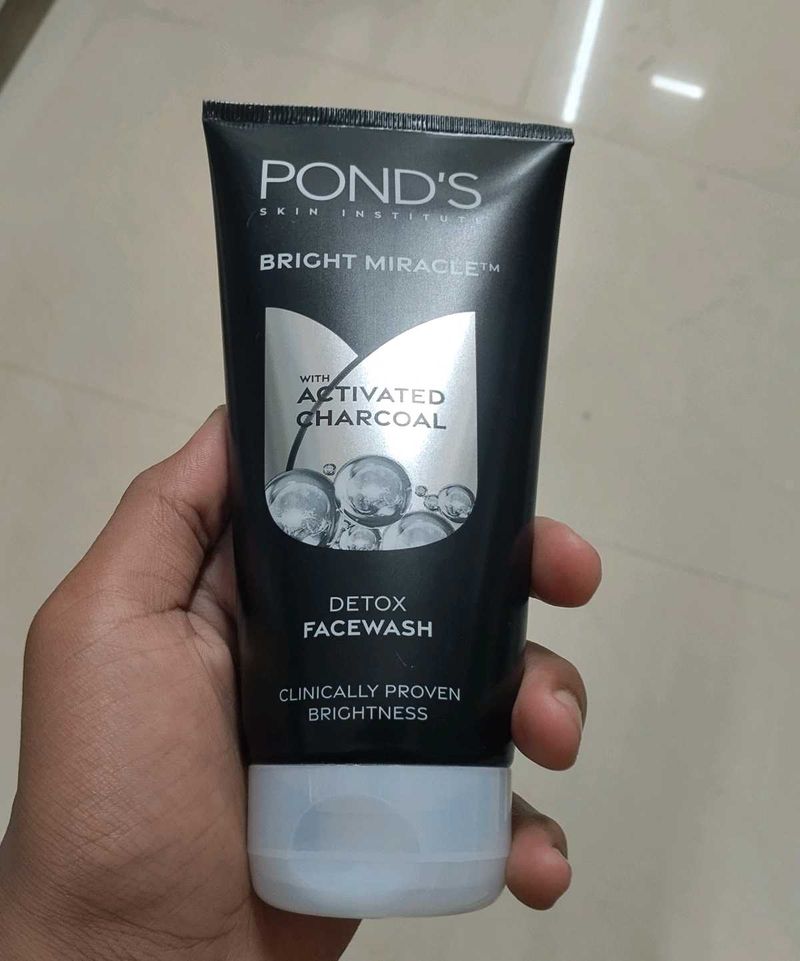 POND'S
SKIN INSTITUTE
BRIGHT MIRACLE™
WITH
ACTIVATED
CHARCOAL
DETOX
FACEWASH
CLINICALLY PROVEN
BRIGHTNESS